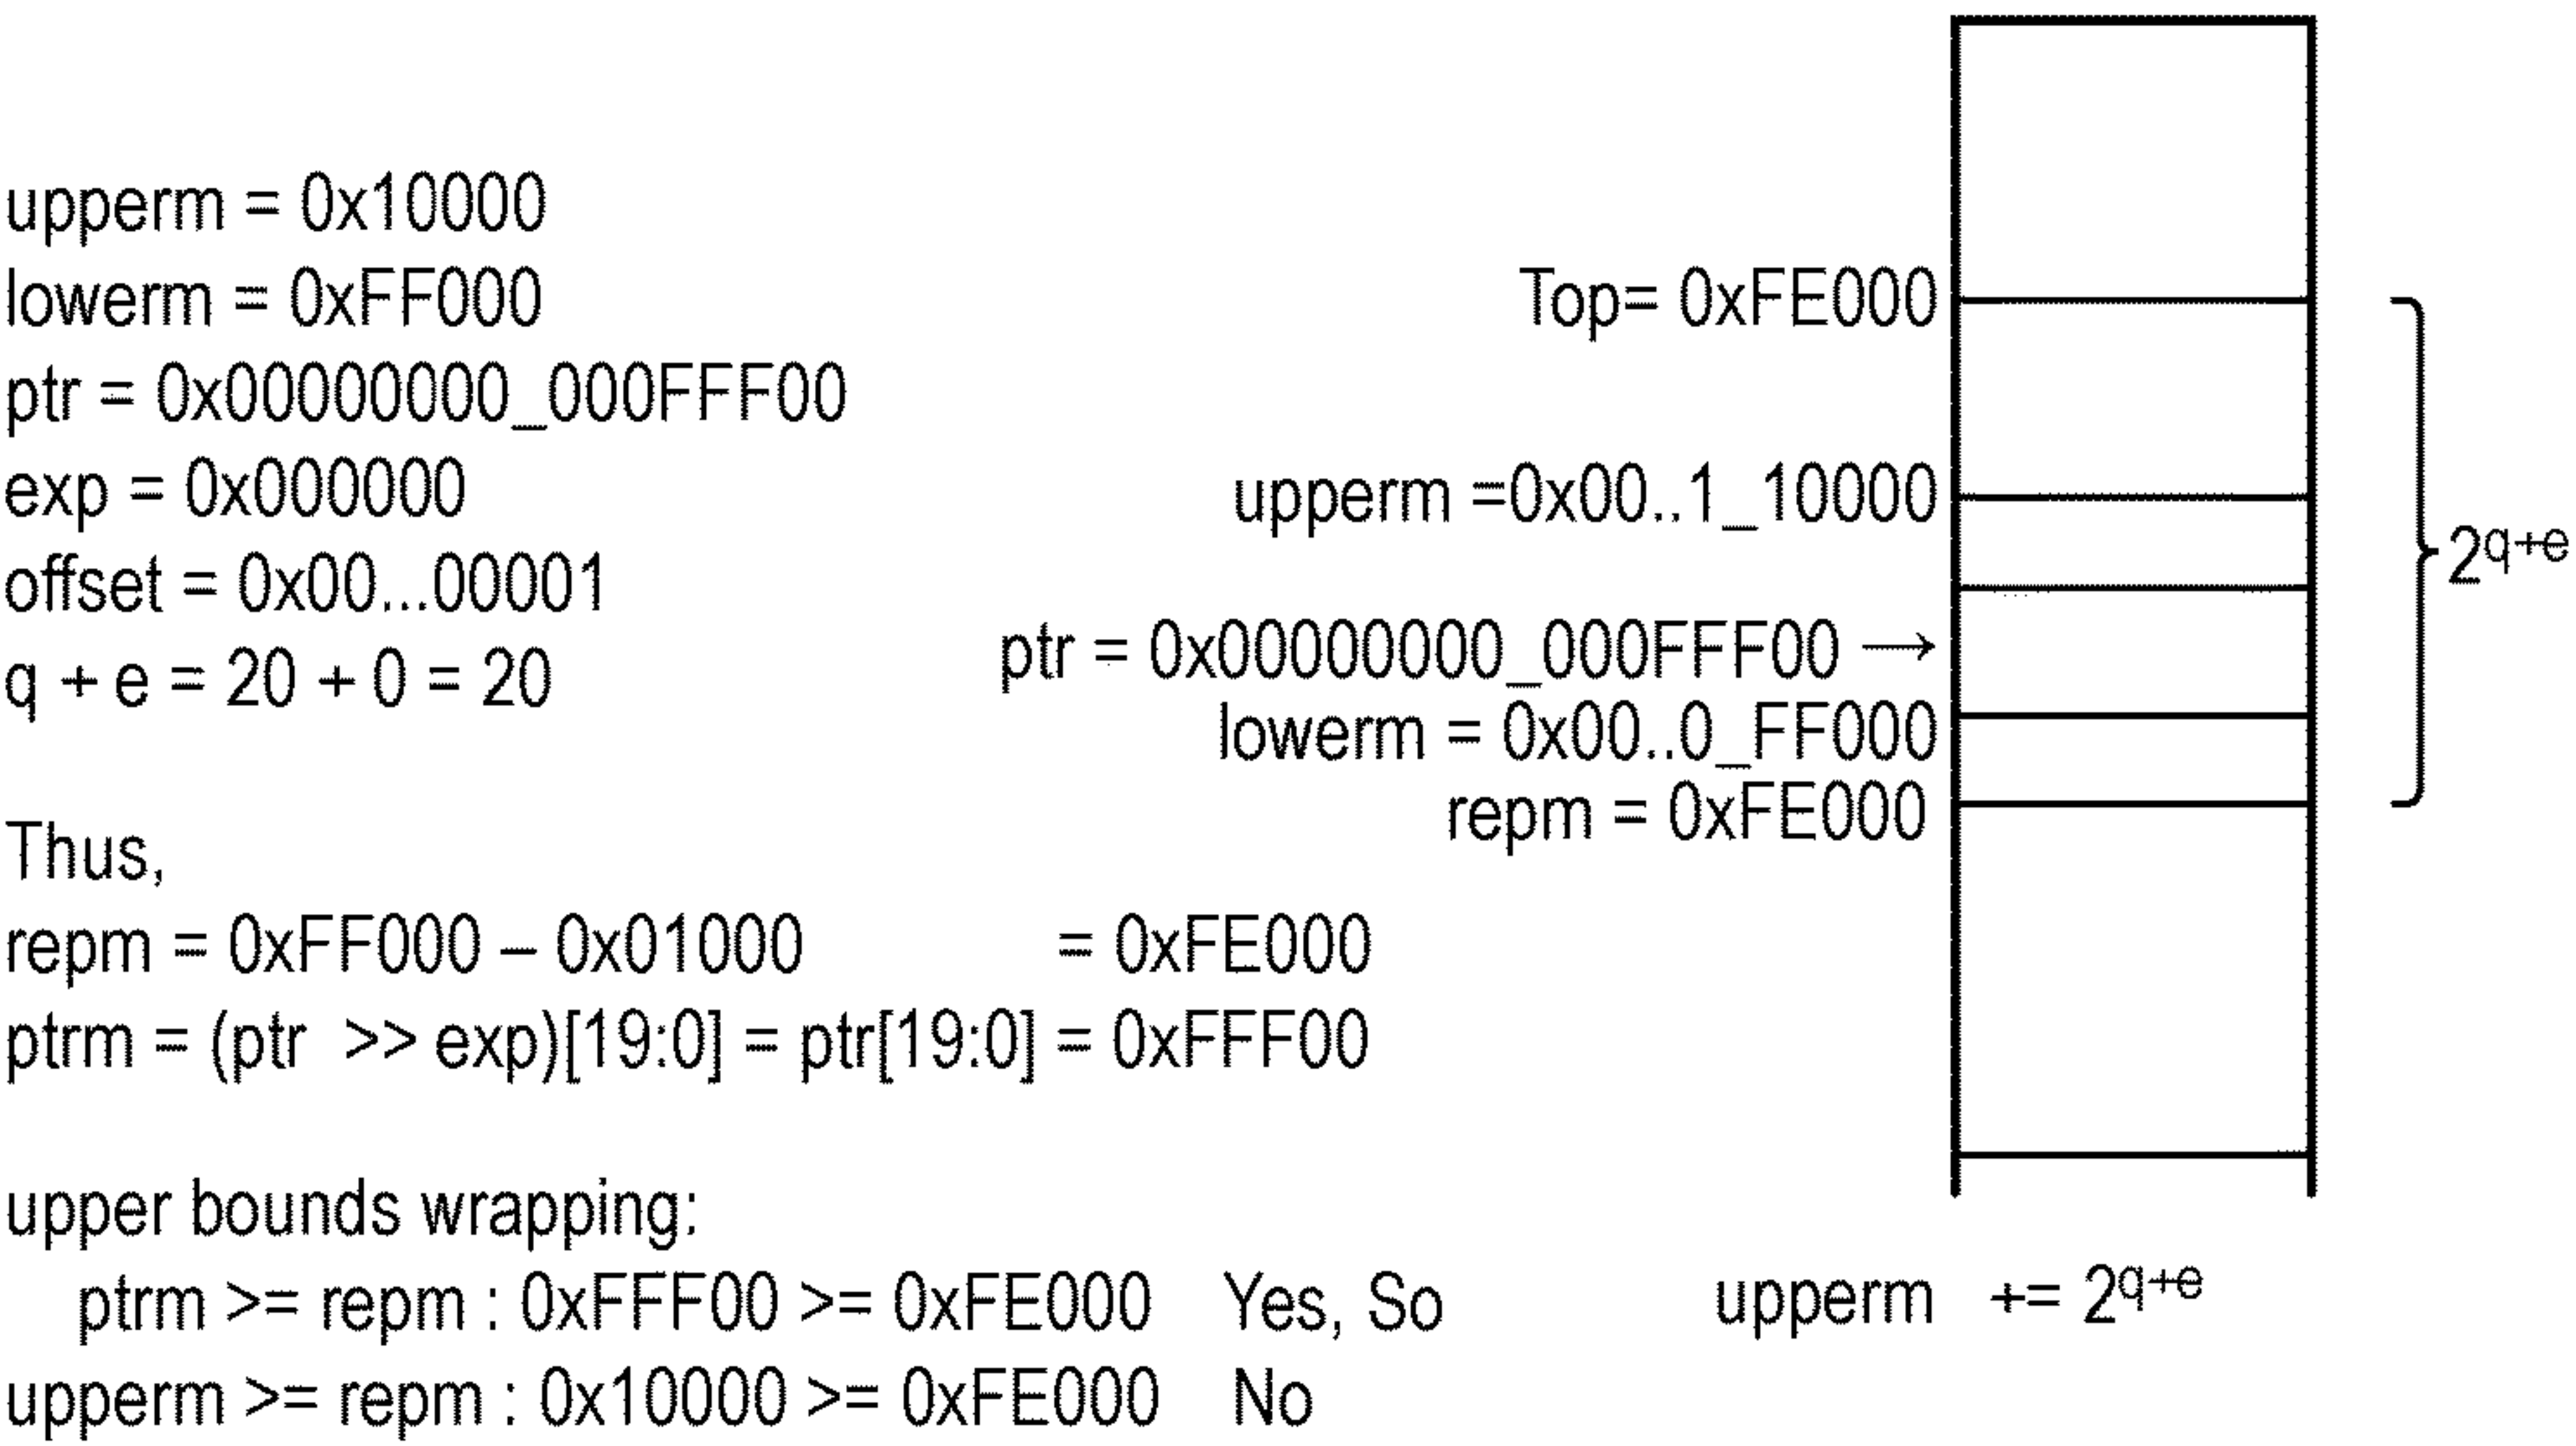 upperm = 0x10000
lowerm = 0xFF000
ptr = 0x00000000_000FFF00
exp = 0x000000
offset = 0x00...00001
q + e = 20 + 0 = 20
Top= 0xFE000
upperm =0x00..1_10000
ptr = 0x00000000_000FFF00 →
lowerm = 0x00..0_FF000
repm = 0xFE000
2^q+e
Thus,
repm = 0xFF000 – 0x01000 = 0xFE000
ptrm = (ptr >> exp)[19:0] = ptr[19:0] = 0xFFF00
upper bounds wrapping:
ptrm >= repm : 0xFFF00 >= 0xFE000 Yes, So upperm += 2^q+e
upperm >= repm : 0x10000 >= 0xFE000 No